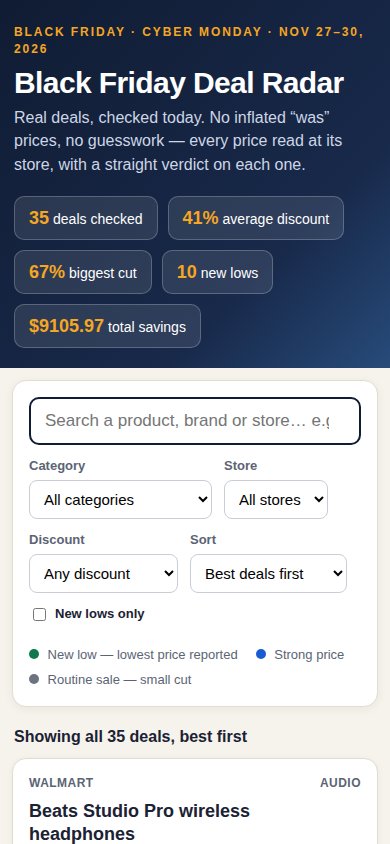 BLACK FRIDAY · CYBER MONDAY · NOV 27–30,
2026
Black Friday Deal Radar
Real deals, checked today. No inflated “was”
prices, no guesswork — every price read at its
store, with a straight verdict on each one.
35 deals checked
41% average discount
67% biggest cut
10 new lows
$9105.97 total savings
Search a product, brand or store… e.g
Category
Store
All categories
All stores
Discount
Sort
Any discount
Best deals first
New lows only
New low — lowest price reported
Strong price
Routine sale — small cut
Showing all 35 deals, best first
WALMART
AUDIO
Beats Studio Pro wireless
headphones